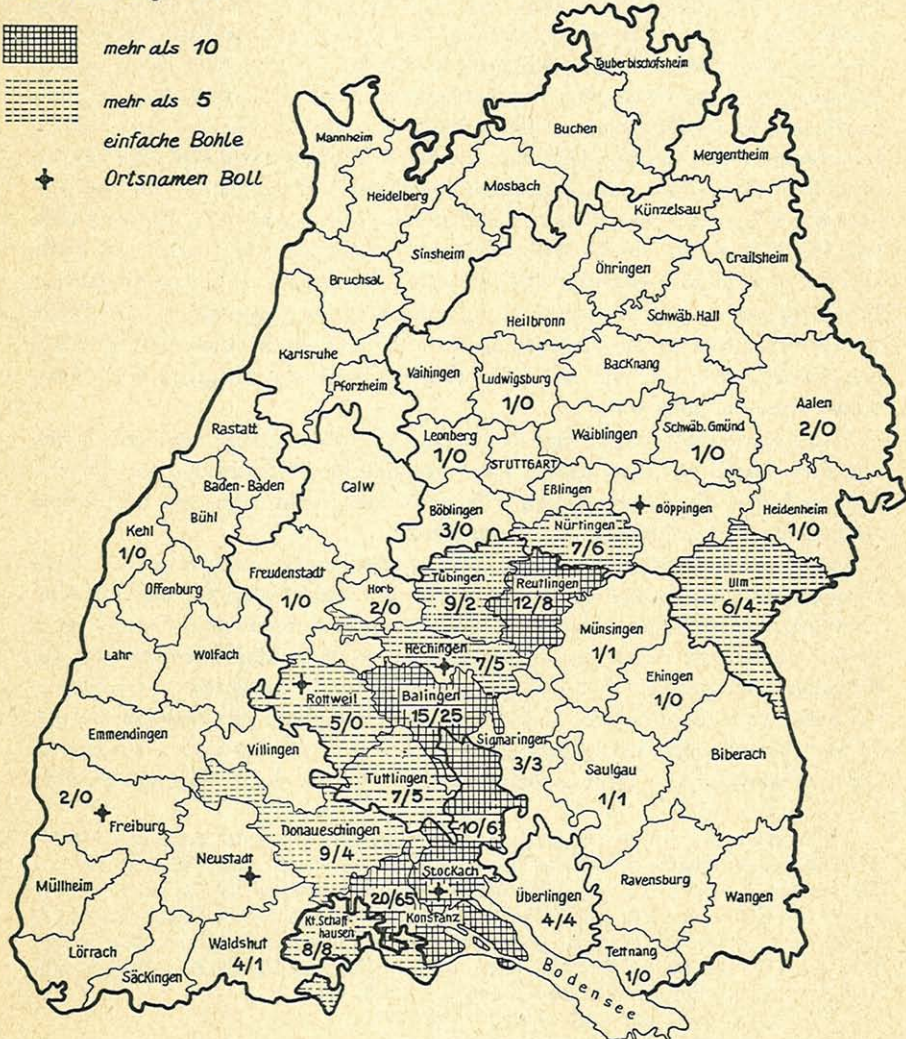 mehr als 10
mehr als 5
einfache Bohle
Ortsnamen Boll
Tauberbischofsheim
Buchen
Mannheim
Mergentheim
Mosbach
Heidelberg
Künzelsau
Sinsheim
Crailsheim
Öhringen
Bruchsal
Schwäb. Hall
Heilbronn
Karlsruhe
Backnang
Vaihingen
Pforzheim
Ludwigsburg
1/0
Aalen
2/0
Rastatt
Leonberg
1/0
Waiblingen
Schwäb. Gmünd
1/0
STUTTGART
Baden-Baden
Calw
Eßlingen
Böblingen
3/0
Göppingen
Heidenheim
1/0
Bühl
Kehl
1/0
Nürtingen
7/6
Freudenstadt
1/0
Tübingen
9/2
Reutlingen
12/8
Ulm
6/4
Offenburg
Horb
2/0
Münsingen
1/1
Lahr
Wolfach
Hechingen
7/5
Ehingen
1/0
Rottweil
5/0
Balingen
15/25
Emmendingen
Villingen
Sigmaringen
3/3
Biberach
Saulgau
1/1
Tuttlingen
7/5
2/0
Freiburg
10/6
Donaueschingen
9/4
Neustadt
Stockach
Ravensburg
Müllheim
20/65
Überlingen
4/4
Wangen
Kt. Schaff
hausen
8/8
Konstanz
Lörrach
Waldshut
4/1
Tettnang
1/0
Säckingen
Bodensee